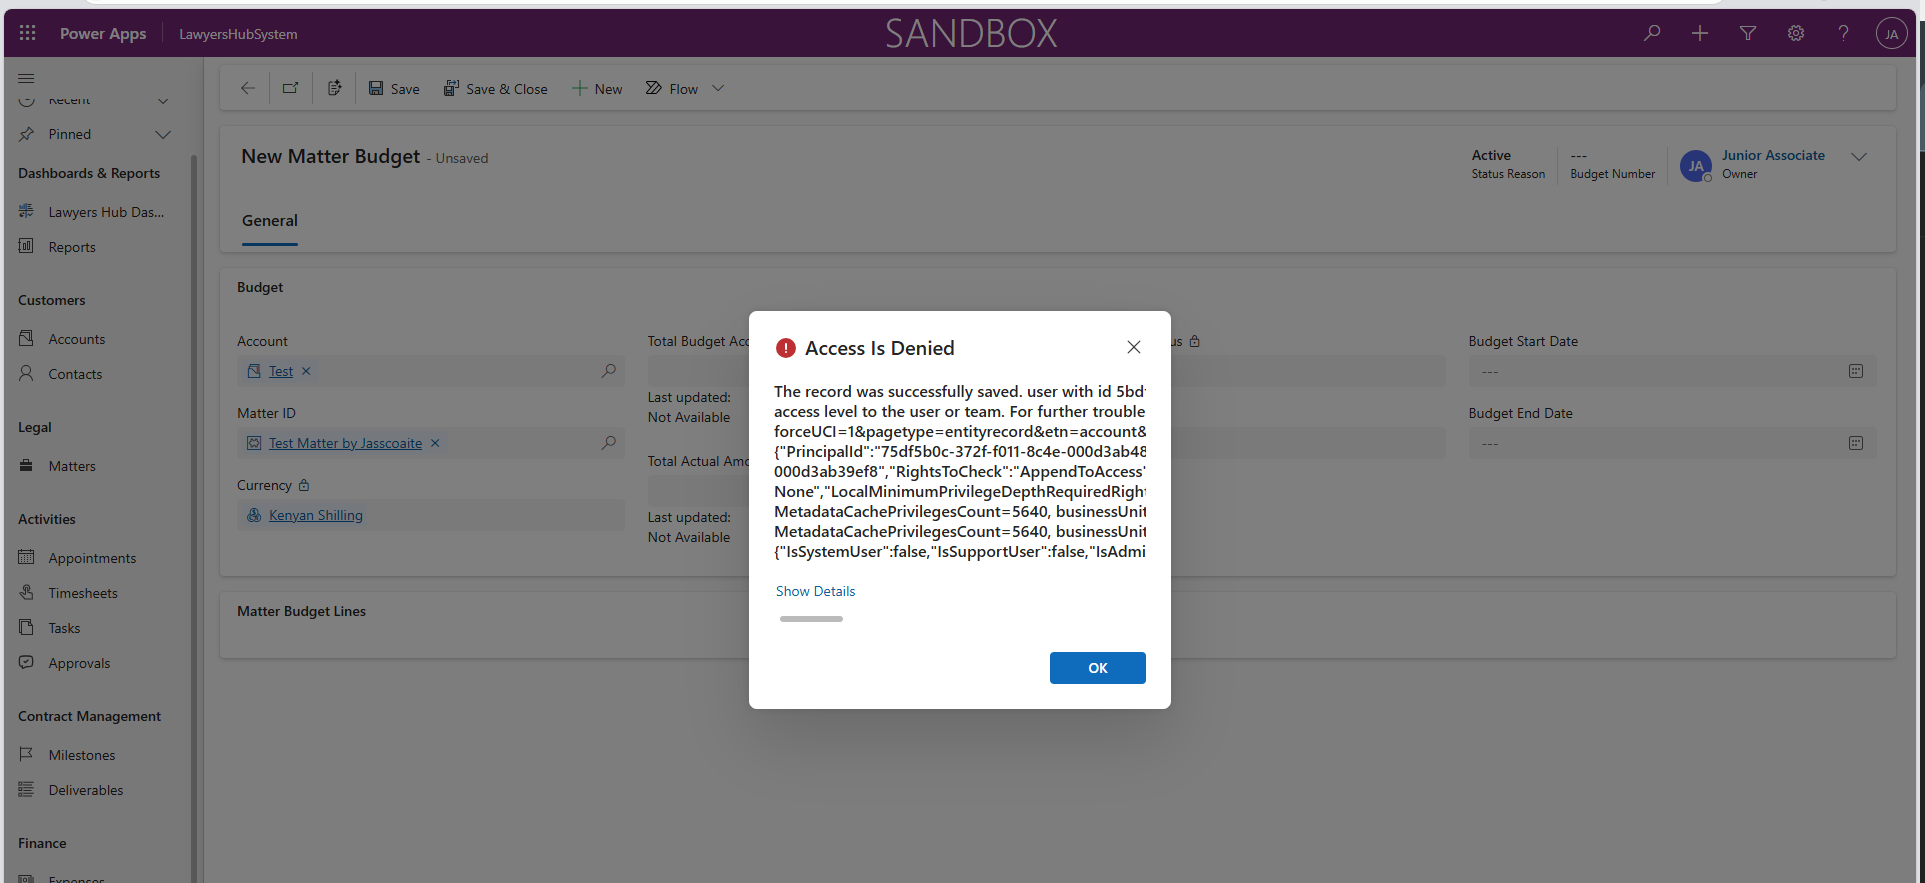 Power Apps
LawyersHubSystem
SANDBOX
JA
Recent
Pinned
Dashboards & Reports
Lawyers Hub Das...
Reports
Customers
Accounts
Contacts
Legal
Matters
Activities
Appointments
Timesheets
Tasks
Approvals
Contract Management
Milestones
Deliverables
Finance
Expenses
Save
Save & Close
New
Flow
New Matter Budget - Unsaved
Active
Status Reason
---
Budget Number
JA
Junior Associate
Owner
General
Budget
Account
Test
Matter ID
Test Matter by Jasscoaite
Currency
Kenyan Shilling
Total Budget Acc
Last updated:
Not Available
Total Actual Amo
Last updated:
Not Available
us
Budget Start Date
---
Budget End Date
---
Matter Budget Lines
Access Is Denied
The record was successfully saved. user with id 5bd
access level to the user or team. For further trouble
forceUCI=1&pagetype=entityrecord&etn=account&
{"PrincipalId":"75df5b0c-372f-f011-8c4e-000d3ab48
000d3ab39ef8","RightsToCheck":"AppendToAccess"
None","LocalMinimumPrivilegeDepthRequiredRight
MetadataCachePrivilegesCount=5640, businessUnit
MetadataCachePrivilegesCount=5640, businessUnit
{"IsSystemUser":false,"IsSupportUser":false,"IsAdmi
Show Details
OK